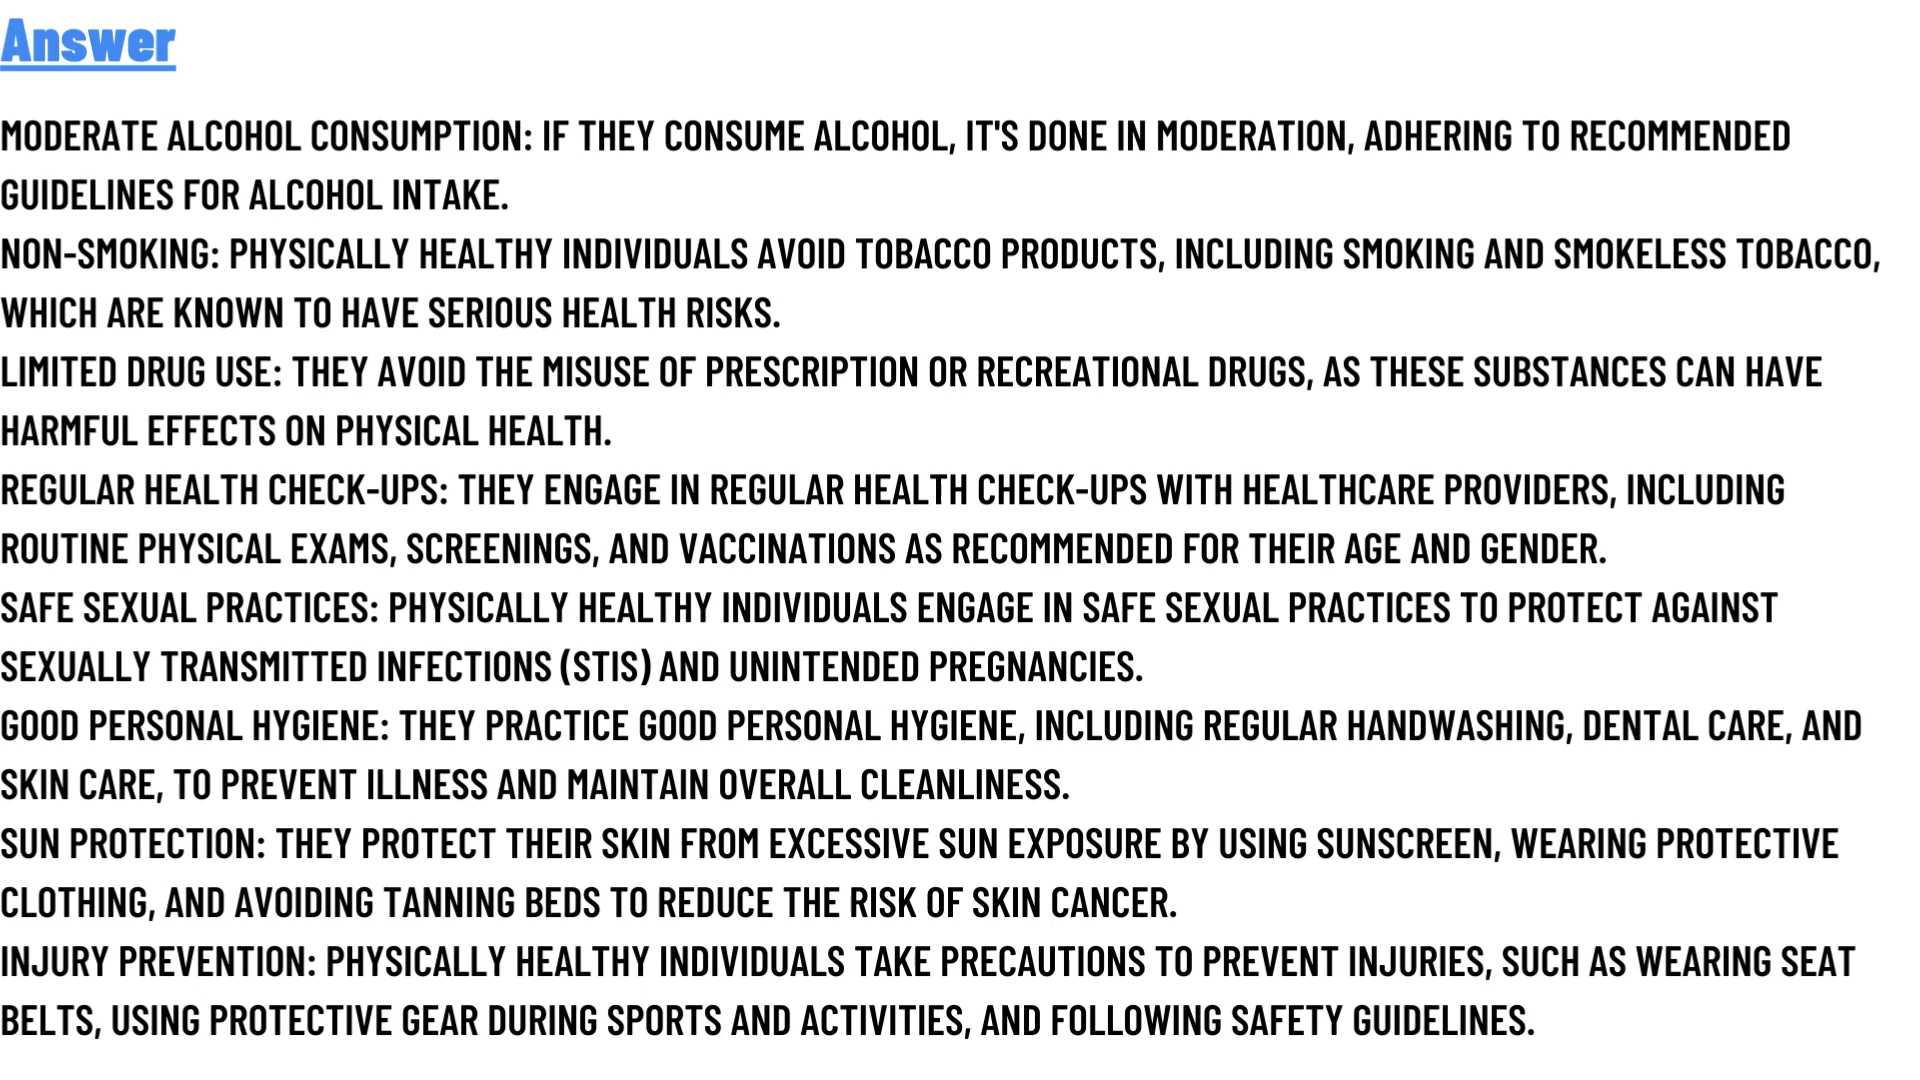 Answer
MODERATE ALCOHOL CONSUMPTION: IF THEY CONSUME ALCOHOL, IT'S DONE IN MODERATION, ADHERING TO RECOMMENDED
GUIDELINES FOR ALCOHOL INTAKE.
NON-SMOKING: PHYSICALLY HEALTHY INDIVIDUALS AVOID TOBACCO PRODUCTS, INCLUDING SMOKING AND SMOKELESS TOBACCO,
WHICH ARE KNOWN TO HAVE SERIOUS HEALTH RISKS.
LIMITED DRUG USE: THEY AVOID THE MISUSE OF PRESCRIPTION OR RECREATIONAL DRUGS, AS THESE SUBSTANCES CAN HAVE
HARMFUL EFFECTS ON PHYSICAL HEALTH.
REGULAR HEALTH CHECK-UPS: THEY ENGAGE IN REGULAR HEALTH CHECK-UPS WITH HEALTHCARE PROVIDERS, INCLUDING
ROUTINE PHYSICAL EXAMS, SCREENINGS, AND VACCINATIONS AS RECOMMENDED FOR THEIR AGE AND GENDER.
SAFE SEXUAL PRACTICES: PHYSICALLY HEALTHY INDIVIDUALS ENGAGE IN SAFE SEXUAL PRACTICES TO PROTECT AGAINST
SEXUALLY TRANSMITTED INFECTIONS (STIS) AND UNINTENDED PREGNANCIES.
GOOD PERSONAL HYGIENE: THEY PRACTICE GOOD PERSONAL HYGIENE, INCLUDING REGULAR HANDWASHING, DENTAL CARE, AND
SKIN CARE, TO PREVENT ILLNESS AND MAINTAIN OVERALL CLEANLINESS.
SUN PROTECTION: THEY PROTECT THEIR SKIN FROM EXCESSIVE SUN EXPOSURE BY USING SUNSCREEN, WEARING PROTECTIVE
CLOTHING, AND AVOIDING TANNING BEDS TO REDUCE THE RISK OF SKIN CANCER.
INJURY PREVENTION: PHYSICALLY HEALTHY INDIVIDUALS TAKE PRECAUTIONS TO PREVENT INJURIES, SUCH AS WEARING SEAT
BELTS, USING PROTECTIVE GEAR DURING SPORTS AND ACTIVITIES, AND FOLLOWING SAFETY GUIDELINES.